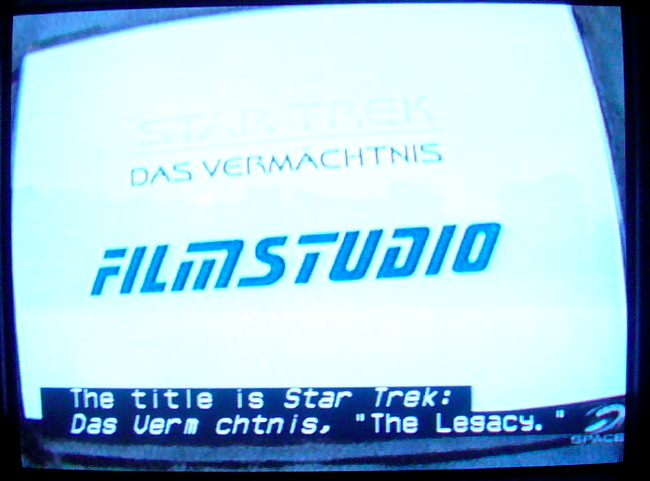 STAR TREK
DAS VERMÄCHTNIS
FILMSTUDIO
The title is Star Trek:
Das Verm chtnis, "The Legacy."
SPACE